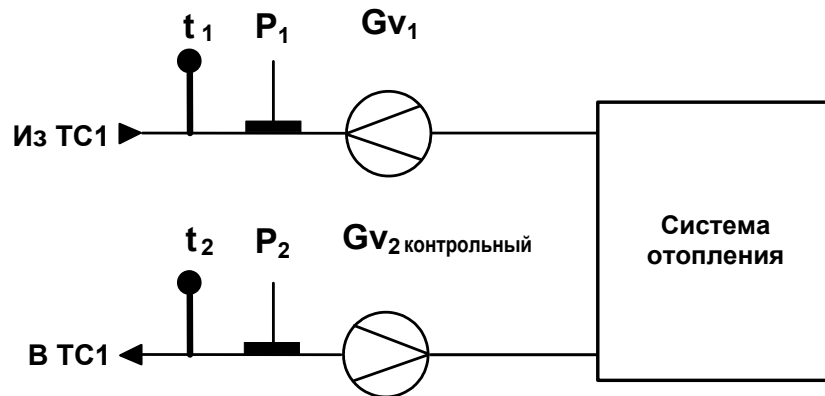 t 1 P1 Gv1
Из ТС1
t 2 P2 Gv2 контрольный
Система
отопления
В ТС1